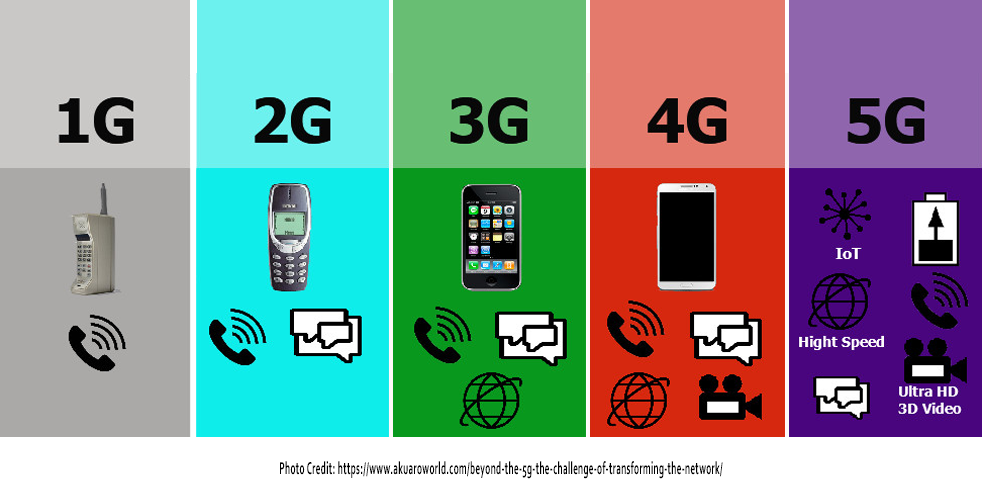 1G
2G
3G
4G
5G
IoT
Hight Speed
Ultra HD
3D Video
Photo Credit: https://www.akuaroworld.com/beyond-the-5g-the-challenge-of-transforming-the-network/